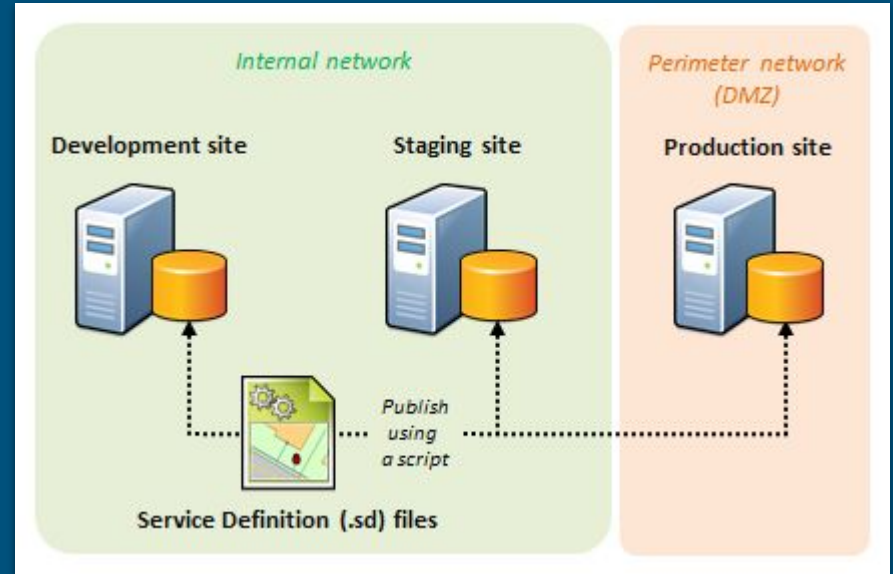 Internal network
Perimeter network
(DMZ)
Development site
Staging site
Production site
Publish
using
a script
Service Definition (.sd) files